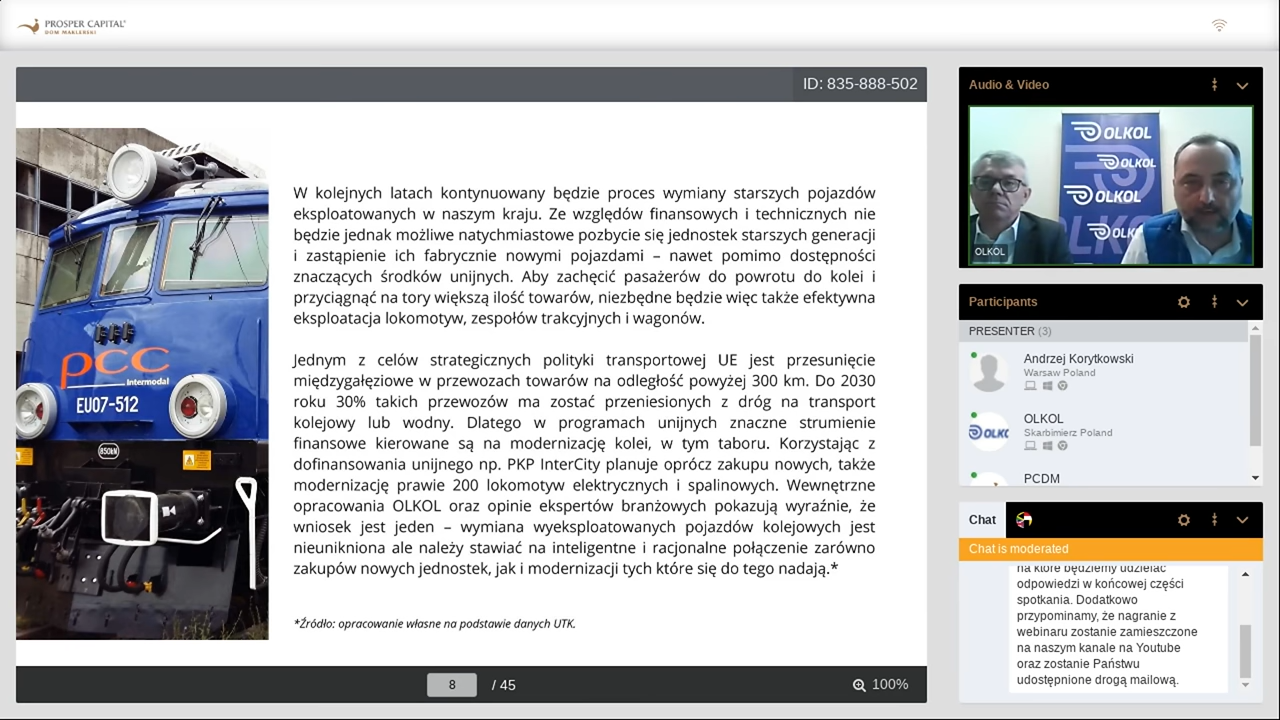 PROSPER CAPITAL
DOM MAKLERSKI
ID: 835-888-502
pcc
Intermodal
EU07-512
850kN
W kolejnych latach kontynuowany będzie proces wymiany starszych pojazdów
eksploatowanych w naszym kraju. Ze względów finansowych i technicznych nie
będzie jednak możliwe natychmiastowe pozbycie się jednostek starszych generacji
i zastąpienie ich fabrycznie nowymi pojazdami – nawet pomimo dostępności
znaczących środków unijnych. Aby zachęcić pasażerów do powrotu do kolei i
przyciągnąć na tory większą ilość towarów, niezbędne będzie więc także efektywna
eksploatacja lokomotyw, zespołów trakcyjnych i wagonów.
Jednym z celów strategicznych polityki transportowej UE jest przesunięcie
międzygałęziowe w przewozach towarów na odległość powyżej 300 km. Do 2030
roku 30% takich przewozów ma zostać przeniesionych z dróg na transport
kolejowy lub wodny. Dlatego w programach unijnych znaczne strumienie
finansowe kierowane są na modernizację kolei, w tym taboru. Korzystając z
dofinansowania unijnego np. PKP InterCity planuje oprócz zakupu nowych, także
modernizację prawie 200 lokomotyw elektrycznych i spalinowych. Wewnętrzne
opracowania OLKOL oraz opinie ekspertów branżowych pokazują wyraźnie, że
wniosek jest jeden – wymiana wyeksploatowanych pojazdów kolejowych jest
nieunikniona ale należy stawiać na inteligentne i racjonalne połączenie zarówno
zakupów nowych jednostek, jak i modernizacji tych które się do tego nadają.*
*Źródło: opracowanie własne na podstawie danych UTK.
8 / 45
100%
Audio & Video
OLKOL
OLKOL
OLKOL
OLKOL
OLKOL
OLKOL
Participants
PRESENTER (3)
Andrzej Korytkowski
Warsaw Poland
OLKOL
Skarbimierz Poland
PCDM
Chat
Chat is moderated
na które będziemy udzielać
odpowiedzi w końcowej części
spotkania. Dodatkowo
przypominamy, że nagranie z
webinaru zostanie zamieszczone
na naszym kanale na Youtube
oraz zostanie Państwu
udostępnione drogą mailową.